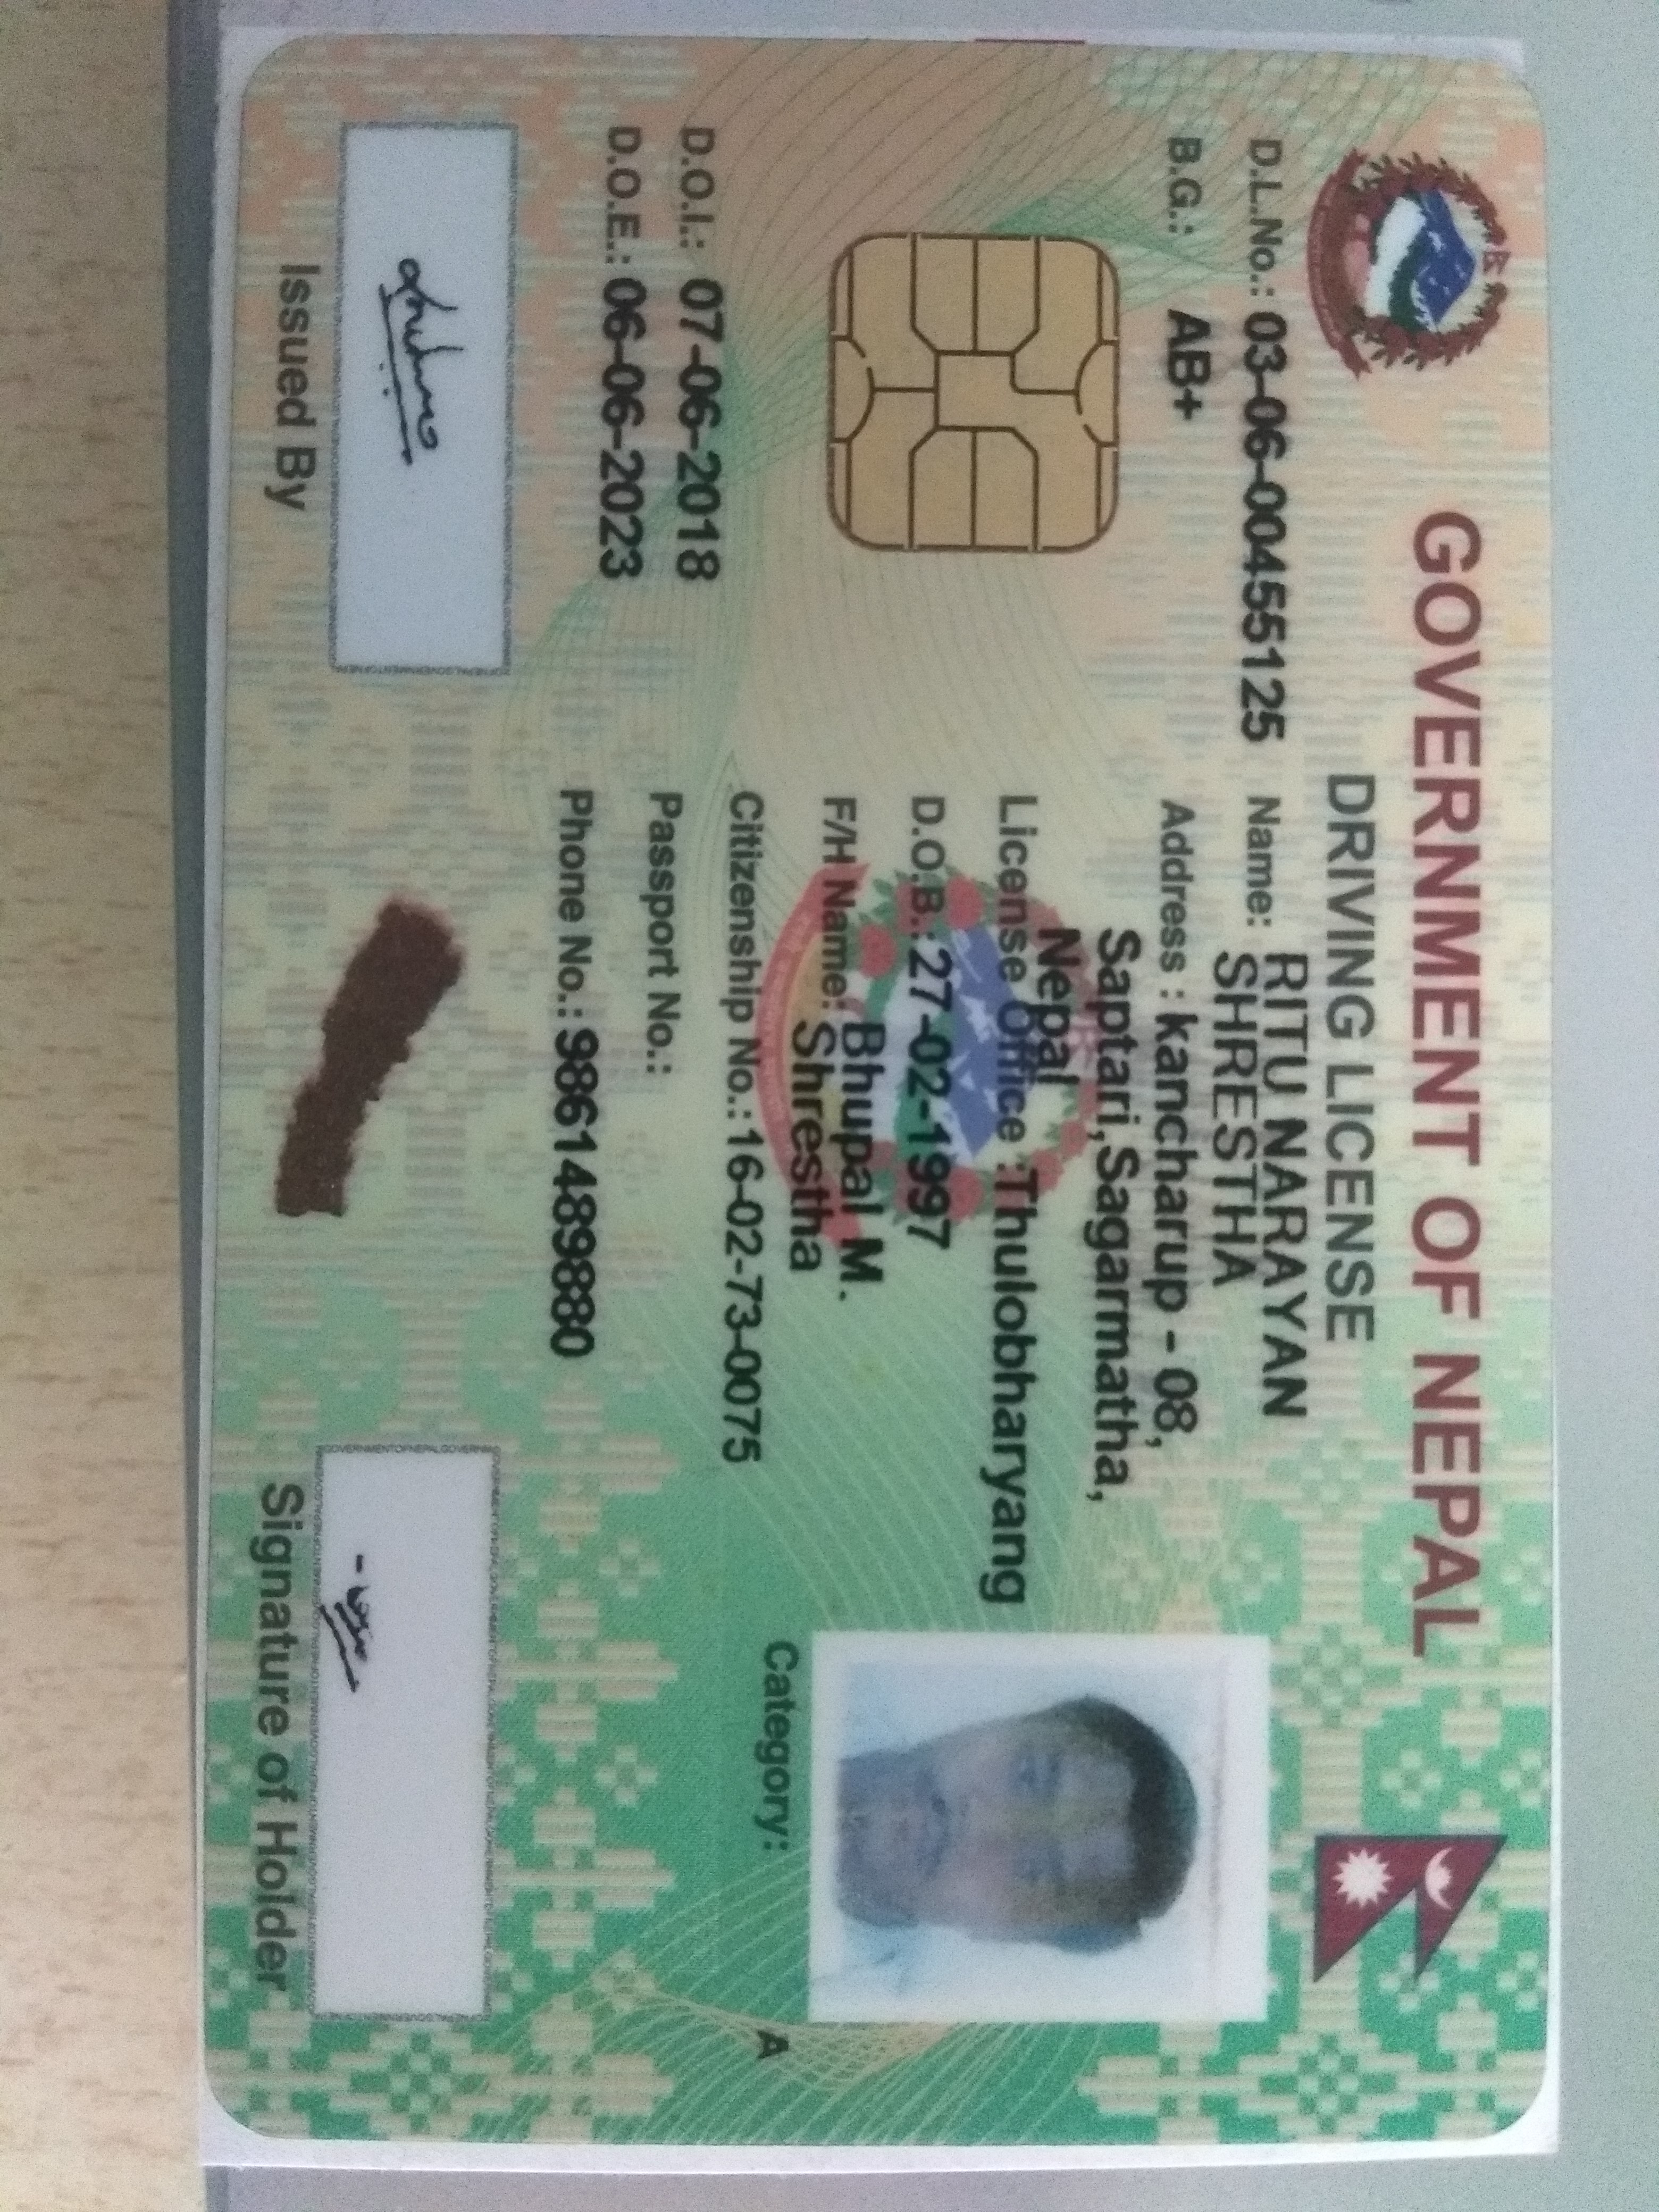 GOVERNMENT OF NEPAL
DRIVING LICENSE
D.L.No.: 03-06-00455125
B.G.: AB+
Name: RITU NARAYAN
SHRESTHA
Address : kancharup - 08,
Saptari,Sagarmatha,
Nepal
License Office : Thulobharyang
D.O.B.: 27-02-1997
F/H Name: Bhupal M.
Shrestha
Citizenship No.: 16-02-73-0075
Passport No.:
Phone No.: 9861489880
D.O.I.: 07-06-2018
D.O.E.: 06-06-2023
Category: A
Issued By
Signature of Holder